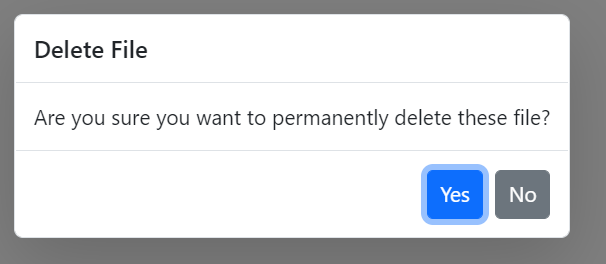 Delete File
Are you sure you want to permanently delete these file?
Yes No